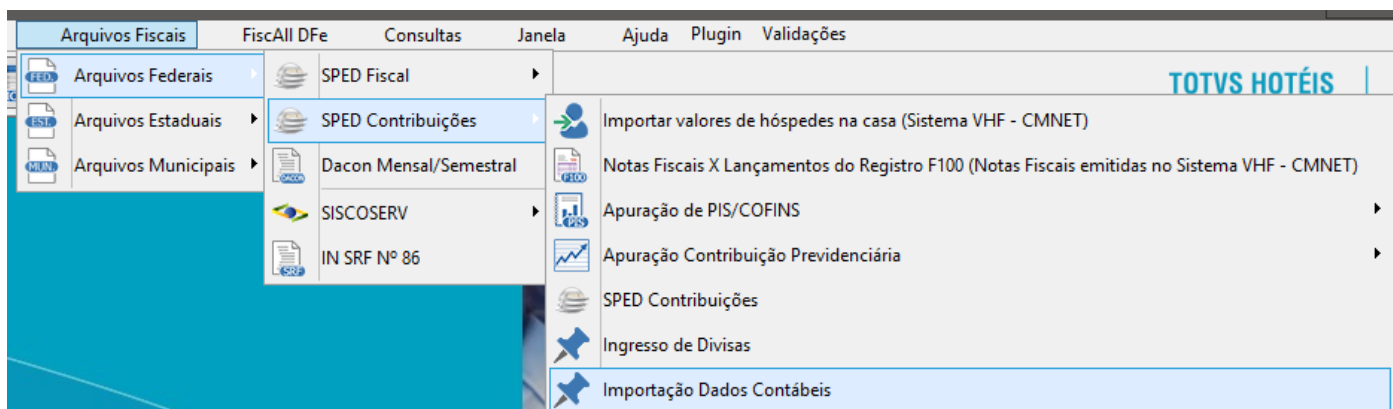 Arquivos Fiscais FiscAll DFe Consultas Janela Ajuda Plugin Validações
TOTVS HOTÉIS
FED. Arquivos Federais
EST. Arquivos Estaduais
MUN. Arquivos Municipais
SPED Fiscal
SPED Contribuições
DACON Dacon Mensal/Semestral
SISCOSERV
SRF IN SRF Nº 86
Importar valores de hóspedes na casa (Sistema VHF - CMNET)
F100 Notas Fiscais X Lançamentos do Registro F100 (Notas Fiscais emitidas no Sistema VHF - CMNET)
PIS Apuração de PIS/COFINS
Apuração Contribuição Previdenciária
SPED Contribuições
Ingresso de Divisas
Importação Dados Contábeis